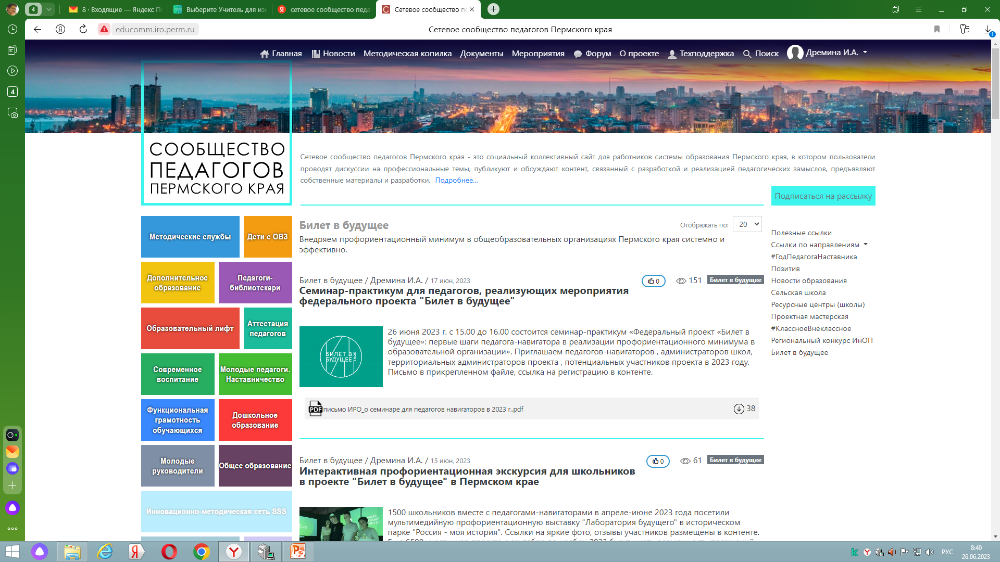 4
8 · Входящие — Яндекс По
Выберите Учитель для из
Я
сетевое сообщество педа
С
Сетевое сообщество пе
Я
educomm.iro.perm.ru
Сетевое сообщество педагогов Пермского края
1
4
Главная
Новости
Методическая копилка
Документы
Мероприятия
Форум
О проекте
Техподдержка
Поиск
Дремина И.А.
СООБЩЕСТВО
ПЕДАГОГОВ
ПЕРМСКОГО КРАЯ
Сетевое сообщество педагогов Пермского края - это социальный коллективный сайт для работников системы образования Пермского края, в котором пользователи
проводят дискуссии на профессиональные темы, публикуют и обсуждают контент, связанный с разработкой и реализацией педагогических замыслов, предъявляют
собственные материалы и разработки. Подробнее...
Подписаться на рассылку
Методические службы
Дети с ОВЗ
Дополнительное
образование
Педагоги-
библиотекари
Образовательный лифт
Аттестация
педагогов
Современное
воспитание
Молодые педагоги.
Наставничество
Функциональная
грамотность
обучающихся
Дошкольное
образование
Молодые
руководители
Общее образование
Инновационно-методическая сеть SSS
Билет в будущее
Отображать по:
20
Внедряем профориентационный минимум в общеобразовательных организациях Пермского края системно и
эффективно.
Билет в будущее / Дремина И.А. / 17 июн, 2023
0
151
Билет в будущее
Семинар-практикум для педагогов, реализующих мероприятия
федерального проекта "Билет в будущее"
БИЛЕТ В
БУДУЩЕЕ
ТВОЕ
26 июня 2023 г. с 15.00 до 16.00 состоится семинар-практикум «Федеральный проект «Билет в
будущее»: первые шаги педагога-навигатора в реализации профориентационного минимума в
образовательной организации». Приглашаем педагогов-навигаторов , администраторов школ,
территориальных администраторов проекта , потенциальных участников проекта в 2023 году.
Письмо в прикрепленном файле, ссылка на регистрацию в контенте.
PDF
письмо ИРО_о семинаре для педагогов навигаторов в 2023 г..pdf
38
Билет в будущее / Дремина И.А. / 15 июн, 2023
0
61
Билет в будущее
Интерактивная профориентационная экскурсия для школьников
в проекте "Билет в будущее" в Пермском крае
1500 школьников вместе с педагогами-навигаторами в апреле-июне 2023 года посетили
мультимедийную профориентационную выставку "Лаборатория будущего" в историческом
парке "Россия - моя история". Ссылки на яркие фото, отзывы участников размещены в контенте.
Полезные ссылки
Ссылки по направлениям
#ГодПедагогаНаставника
Позитив
Новости образования
Сельская школа
Ресурсные центры (школы)
Проектная мастерская
#КлассноеВнеклассное
Региональный конкурс ИнОП
Билет в будущее
РУС
8:40
26.06.2023